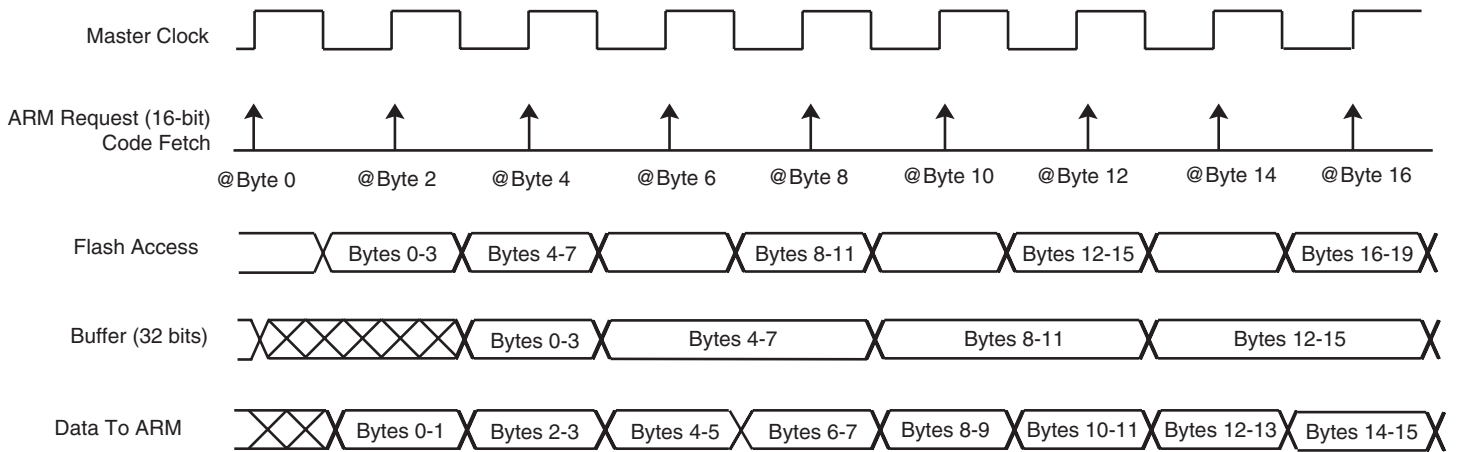 Master Clock
ARM Request (16-bit)
Code Fetch
@Byte 0 @Byte 2 @Byte 4 @Byte 6 @Byte 8 @Byte 10 @Byte 12 @Byte 14 @Byte 16
Flash Access Bytes 0-3 Bytes 4-7 Bytes 8-11 Bytes 12-15 Bytes 16-19
Buffer (32 bits) Bytes 0-3 Bytes 4-7 Bytes 8-11 Bytes 12-15
Data To ARM Bytes 0-1 Bytes 2-3 Bytes 4-5 Bytes 6-7 Bytes 8-9 Bytes 10-11 Bytes 12-13 Bytes 14-15